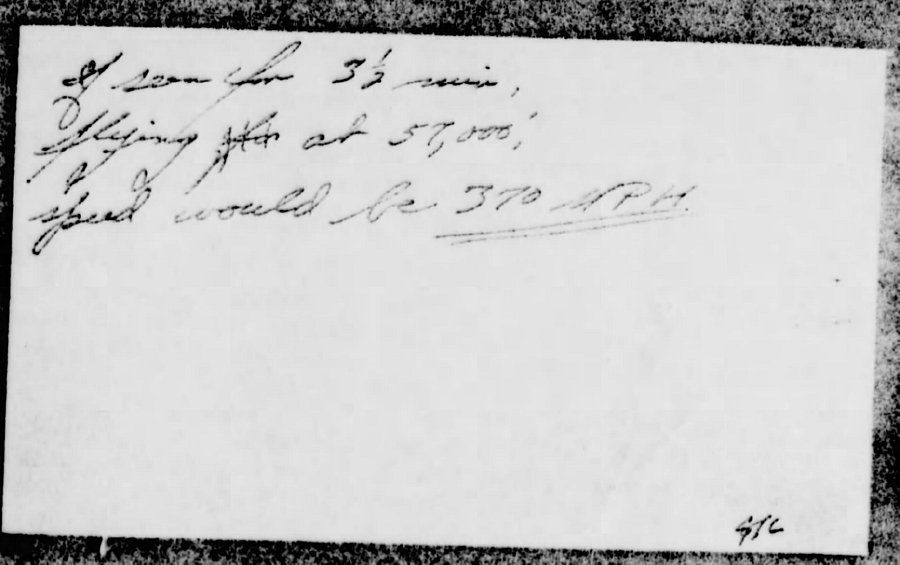 If seen for 3½ min,
flying at 57,000',
speed would be 370 MPH